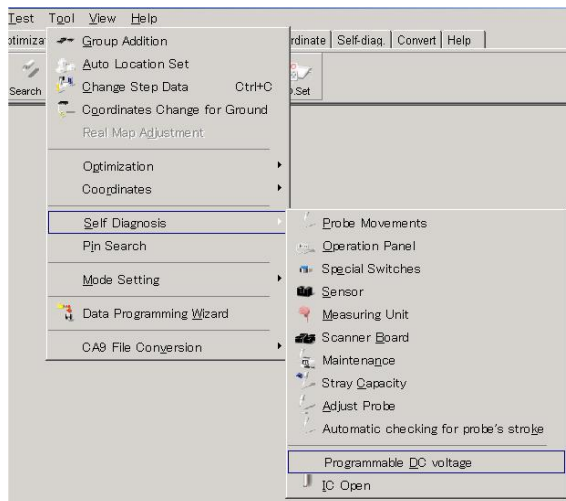 Test Tool View Help
ptimiza rdinate Self-diag. Convert Help
Search .Set
Group Addition
Auto Location Set
Change Step Data Ctrl+C
Coordinates Change for Ground
Real Map Adjustment
Optimization
Coordinates
Self Diagnosis
Pin Search
Mode Setting
Data Programming Wizard
CA9 File Conversion
Probe Movements
Operation Panel
Special Switches
Sensor
Measuring Unit
Scanner Board
Maintenance
Stray Capacity
Adjust Probe
Automatic checking for probe's stroke
Programmable DC voltage
IC Open